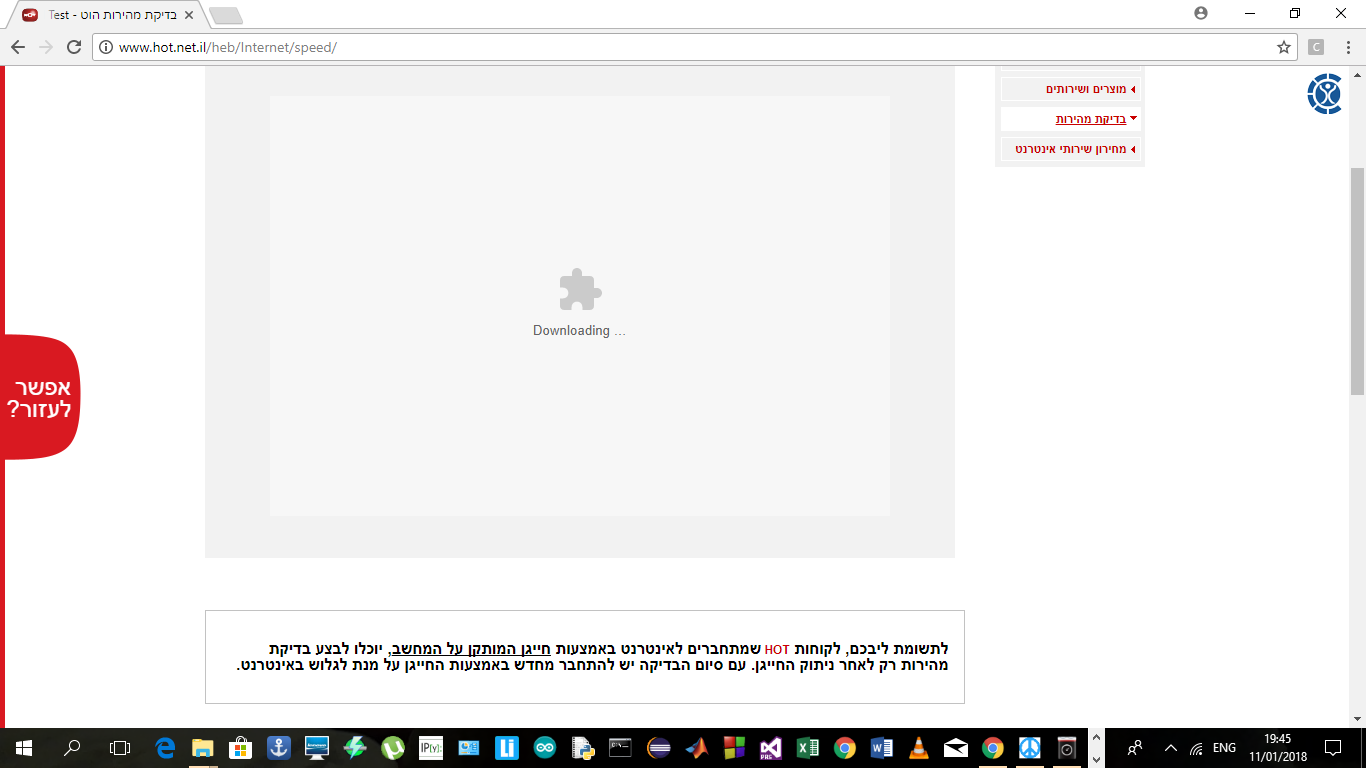 Test - בדיקת מהירות הוט
www.hot.net.il/heb/Internet/speed/
C
מוצרים ושירותים
בדיקת מהירות
מחירון שירותי אינטרנט
Downloading ...
אפשר
לעזור?
לתשומת ליבכם, לקוחות HOT שמתחברים לאינטרנט באמצעות חייגן המותקן על המחשב, יוכלו לבצע בדיקת
מהירות רק לאחר ניתוק החייגן. עם סיום הבדיקה יש להתחבר מחדש באמצעות החייגן על מנת לגלוש באינטרנט.
IP[y]:
ENG
19:45
11/01/2018